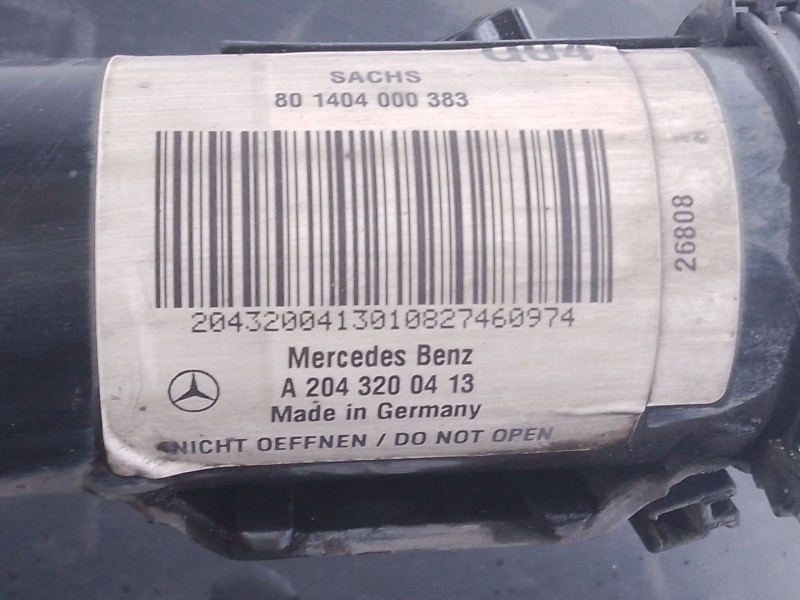 SACHS
80 1404 000 383
2043200413010827460974
Mercedes Benz
A 204 320 04 13
Made in Germany
NICHT OEFFNEN / DO NOT OPEN
26808